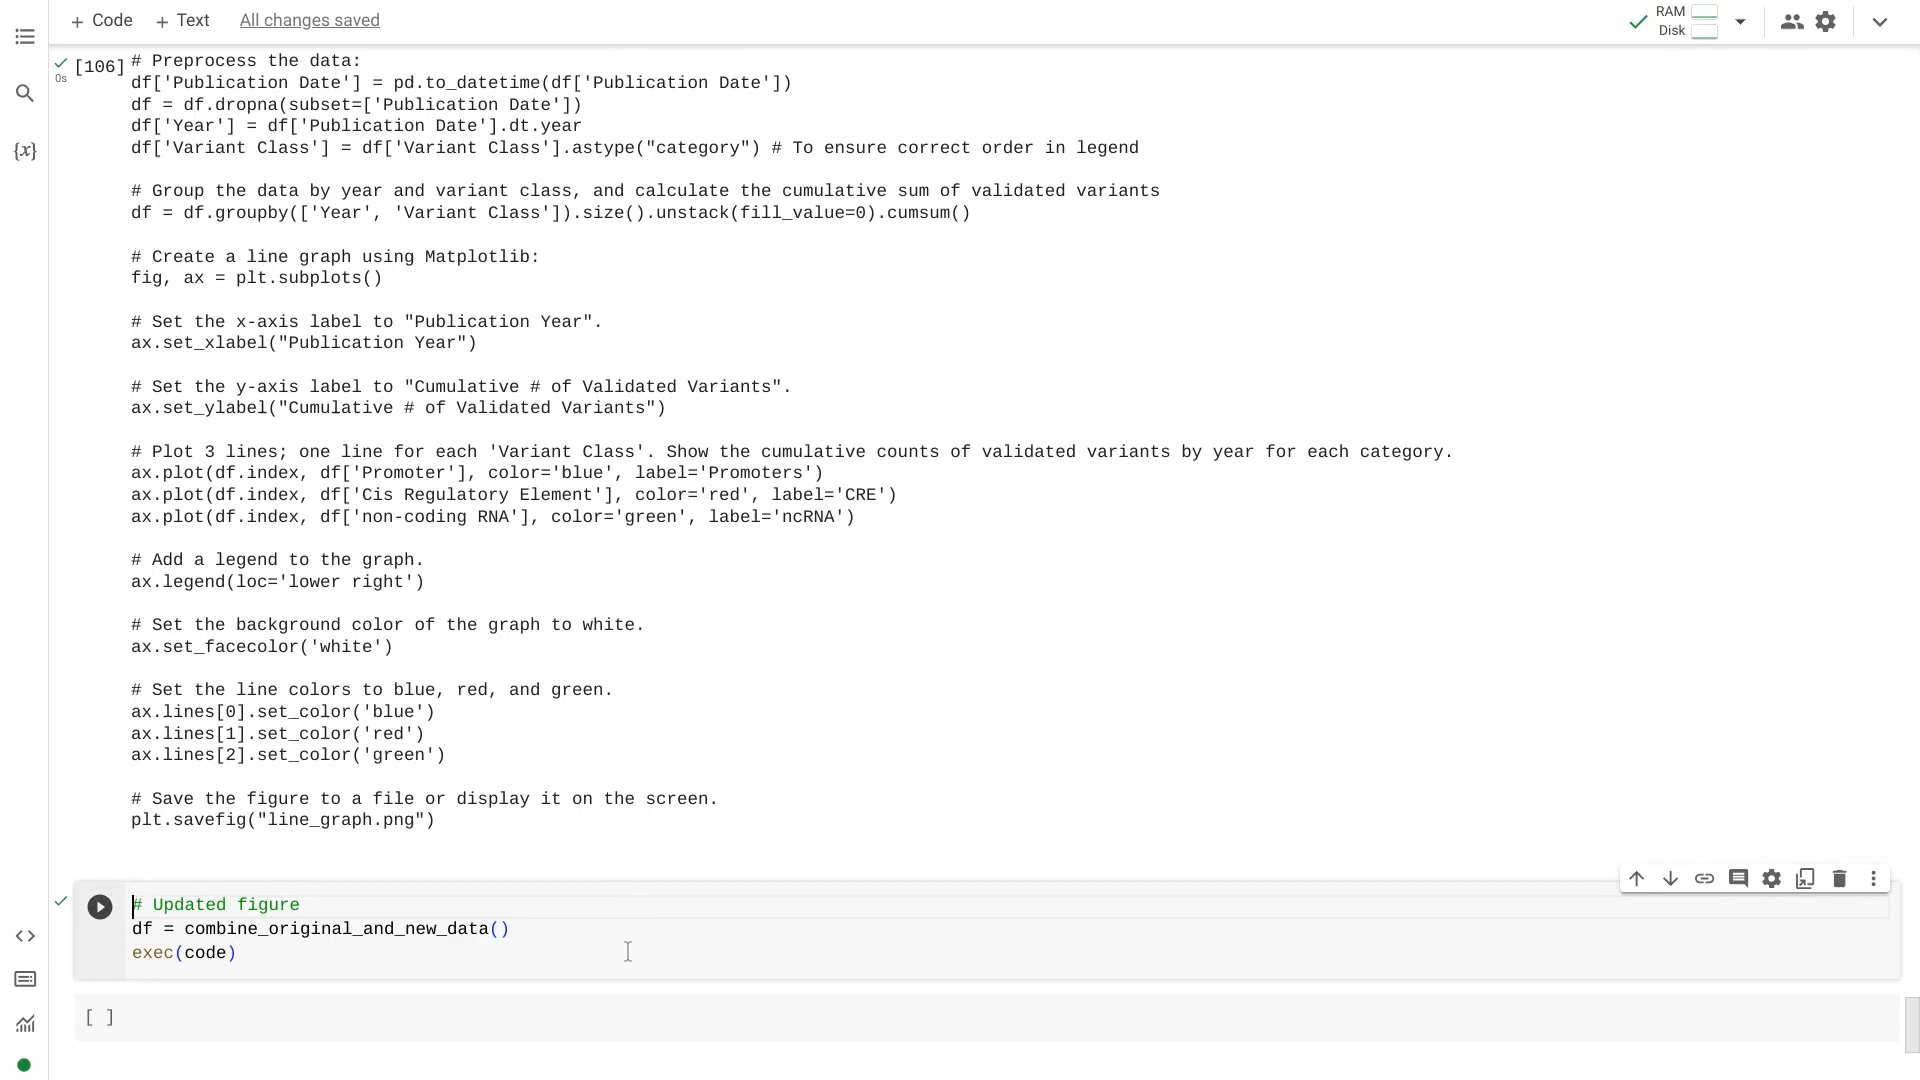 + Code + Text All changes saved
RAM
Disk
{x}
0s
[106]
# Preprocess the data:
df['Publication Date'] = pd.to_datetime(df['Publication Date'])
df = df.dropna(subset=['Publication Date'])
df['Year'] = df['Publication Date'].dt.year
df['Variant Class'] = df['Variant Class'].astype("category") # To ensure correct order in legend
# Group the data by year and variant class, and calculate the cumulative sum of validated variants
df = df.groupby(['Year', 'Variant Class']).size().unstack(fill_value=0).cumsum()
# Create a line graph using Matplotlib:
fig, ax = plt.subplots()
# Set the x-axis label to "Publication Year".
ax.set_xlabel("Publication Year")
# Set the y-axis label to "Cumulative # of Validated Variants".
ax.set_ylabel("Cumulative # of Validated Variants")
# Plot 3 lines; one line for each 'Variant Class'. Show the cumulative counts of validated variants by year for each category.
ax.plot(df.index, df['Promoter'], color='blue', label='Promoters')
ax.plot(df.index, df['Cis Regulatory Element'], color='red', label='CRE')
ax.plot(df.index, df['non-coding RNA'], color='green', label='ncRNA')
# Add a legend to the graph.
ax.legend(loc='lower right')
# Set the background color of the graph to white.
ax.set_facecolor('white')
# Set the line colors to blue, red, and green.
ax.lines[0].set_color('blue')
ax.lines[1].set_color('red')
ax.lines[2].set_color('green')
# Save the figure to a file or display it on the screen.
plt.savefig("line_graph.png")
# Updated figure
df = combine_original_and_new_data()
exec(code)
[ ]